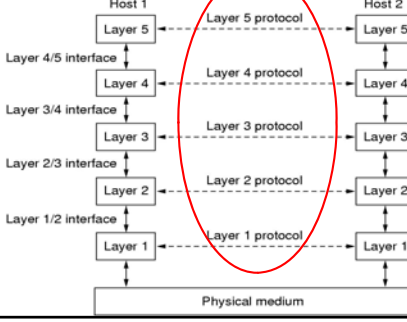 Host 1 Host 2
Layer 5 Layer 5 protocol Layer 5
Layer 4/5 interface
Layer 4 Layer 4 protocol Layer 4
Layer 3/4 interface
Layer 3 Layer 3 protocol Layer 3
Layer 2/3 interface
Layer 2 Layer 2 protocol Layer 2
Layer 1/2 interface
Layer 1 Layer 1 protocol Layer 1
Physical medium